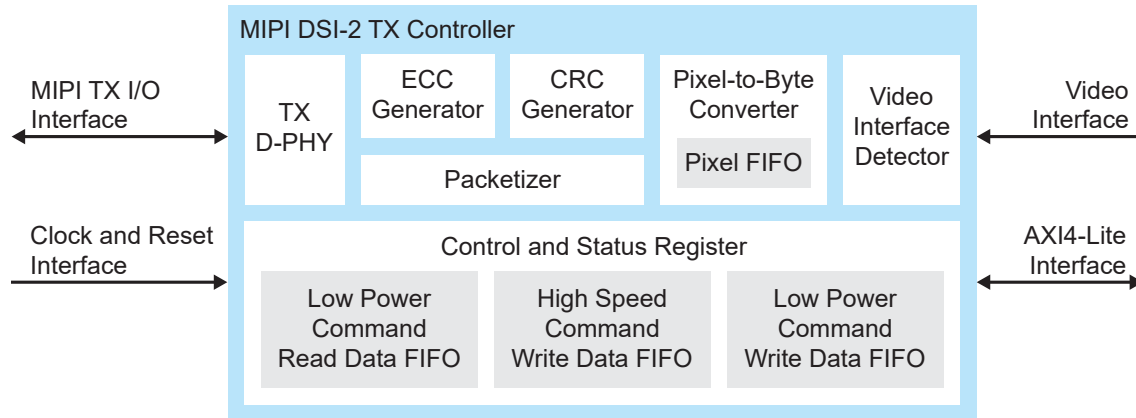 MIPI DSI-2 TX Controller
MIPI TX I/O
Interface
TX
D-PHY
ECC
Generator
CRC
Generator
Packetizer
Pixel-to-Byte
Converter
Pixel FIFO
Video
Interface
Detector
Video
Interface
Clock and Reset
Interface
Control and Status Register
Low Power
Command
Read Data FIFO
High Speed
Command
Write Data FIFO
Low Power
Command
Write Data FIFO
AXI4-Lite
Interface